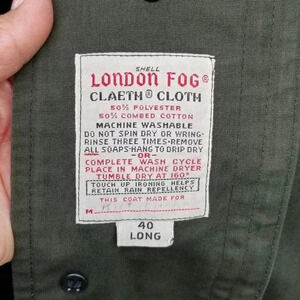 SHELL
LONDON FOG®
CLAETH® CLOTH
50% POLYESTER
50% COMBED COTTON
MACHINE WASHABLE
DO NOT SPIN DRY OR WRING-
RINSE THREE TIMES-REMOVE
ALL SOAPS-HANG TO DRIP DRY
-OR-
COMPLETE WASH CYCLE
PLACE IN MACHINE DRYER
TUMBLE DRY AT 160°
TOUCH UP IRONING HELPS
RETAIN RAIN REPELLENCY
THIS COAT MADE FOR
M
40
LONG